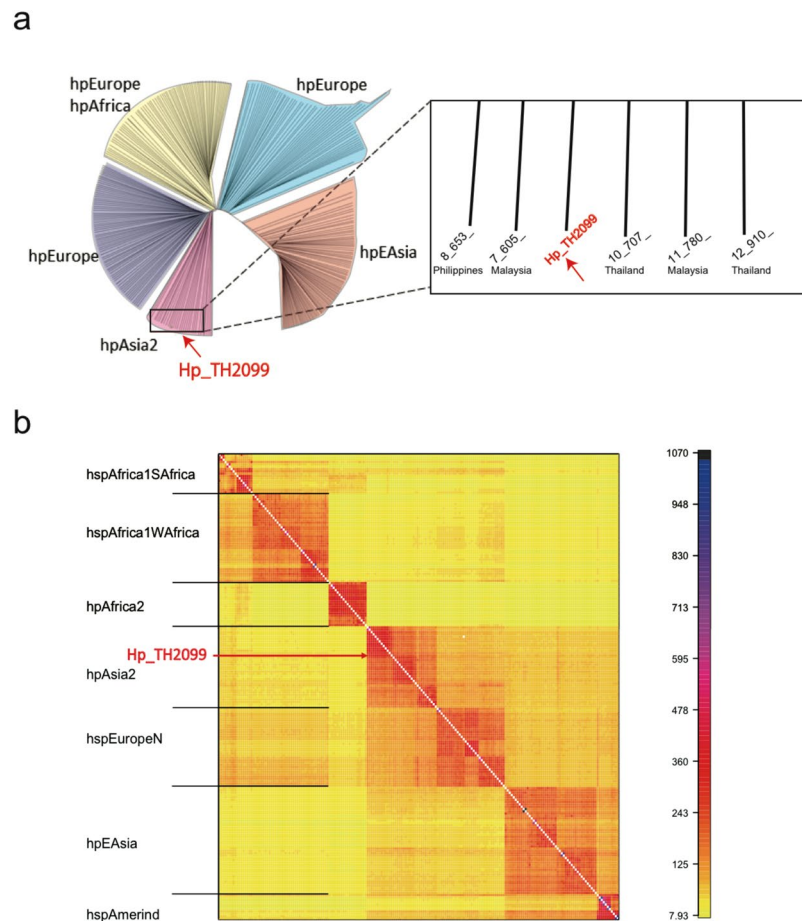 a
hpEurope
hpAfrica
hpEurope
hpEurope
hpEAsia
hpAsia2
Hp_TH2099
8_653_
Philippines
7_605_
Malaysia
Hp_TH2099
10_707_
Thailand
11_780_
Malaysia
12_910_
Thailand
b
hspAfrica1SAfrica
hspAfrica1WAfrica
hpAfrica2
Hp_TH2099
hpAsia2
hspEuropeN
hpEAsia
hspAmerind
1070
948
830
713
595
478
360
243
125
7.93